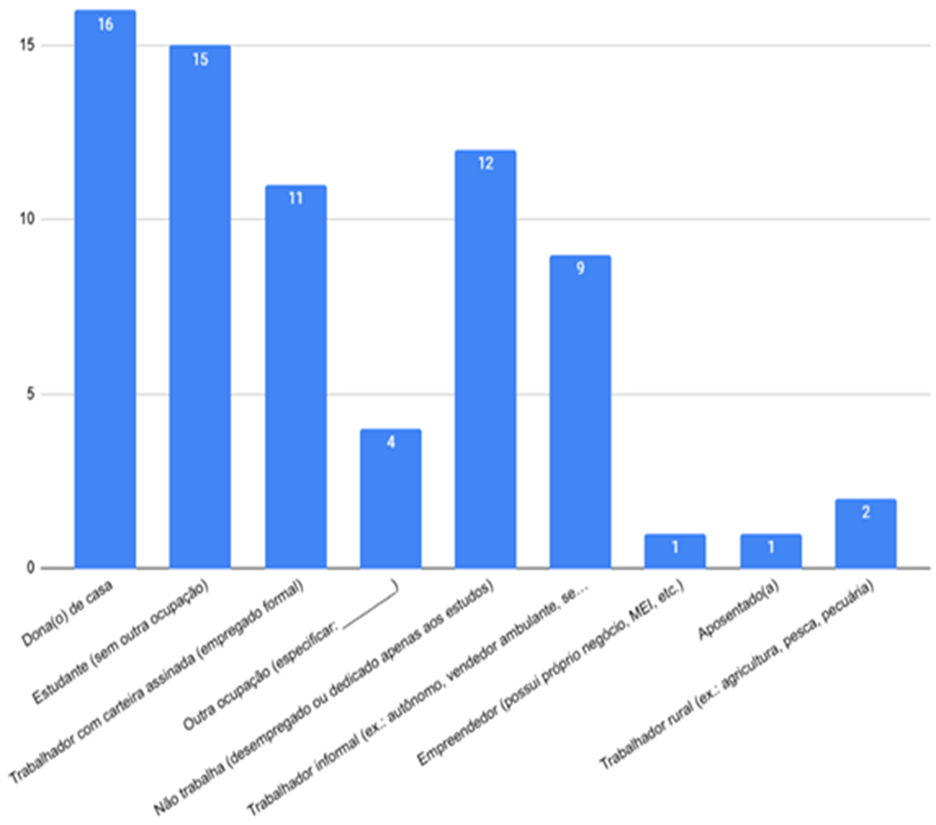 15
10
5
0
16
15
11
4
12
9
1
1
2
Dona(o) de casa
Estudante (sem outra ocupação)
Trabalhador com carteira assinada (empregado formal)
Outra ocupação (especificar: ________)
Não trabalha (desempregado ou dedicado apenas aos estudos)
Trabalhador informal (ex.: autônomo, vendedor ambulante, se...
Empreendedor (possui próprio negócio, MEI, etc.)
Aposentado(a)
Trabalhador rural (ex.: agricultura, pesca, pecuária)